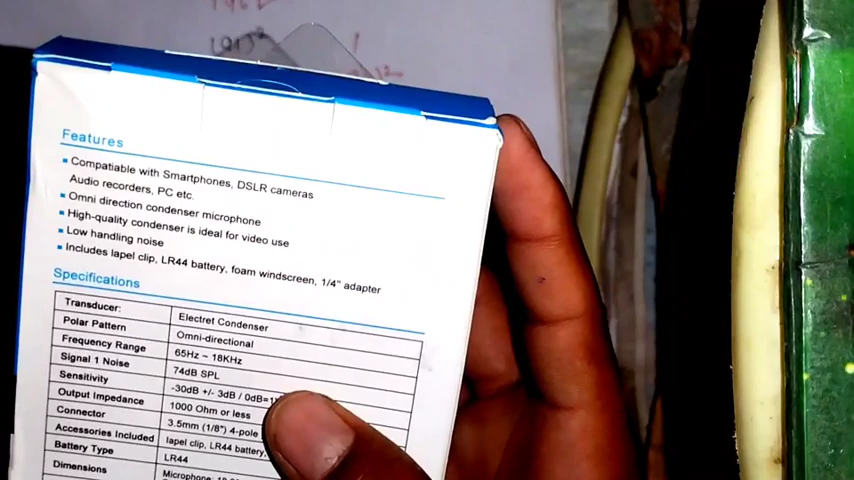 Features
Compatiable with Smartphones, DSLR cameras
Audio recorders, PC etc.
Omni direction condenser microphone
High-quality condenser is ideal for video use
Low handling noise
Includes lapel clip, LR44 battery, foam windscreen, 1/4" adapter
Specifications
Transducer: Electret Condenser
Polar Pattern Omni-directional
Frequency Range 65Hz ~ 18KHz
Signal 1 Noise 74dB SPL
Sensitivity -30dB +/- 3dB / 0dB=1
Output Impedance 1000 Ohm or less
Connector 3.5mm (1/8") 4-pole
Accessories Included lapel clip, LR44 battery,
Battery Type LR44
Dimensions Microphone: